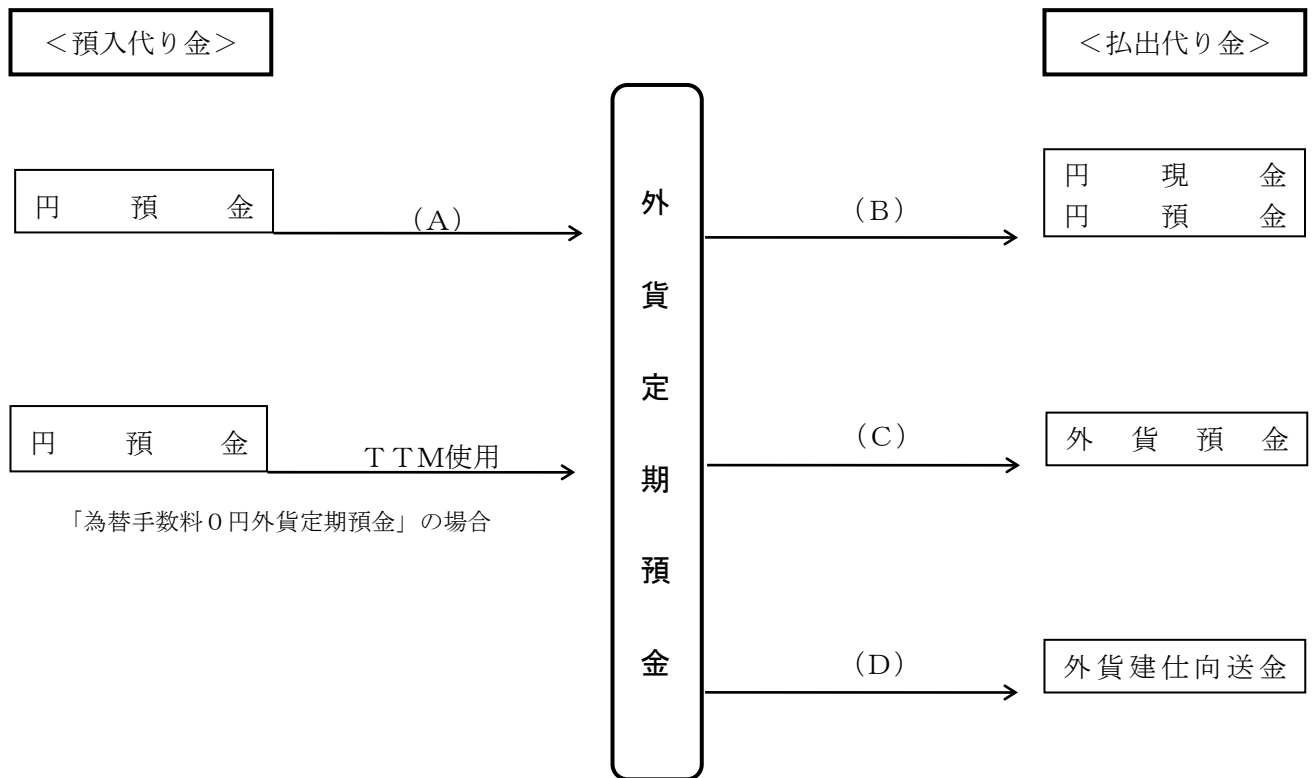 ＜預入代り金＞
＜払出代り金＞
円預金
（A）
円預金
ＴＴＭ使用
「為替手数料０円外貨定期預金」の場合
外貨定期預金
（B）
円現金
円預金
（C）
外貨預金
（D）
外貨建仕向送金